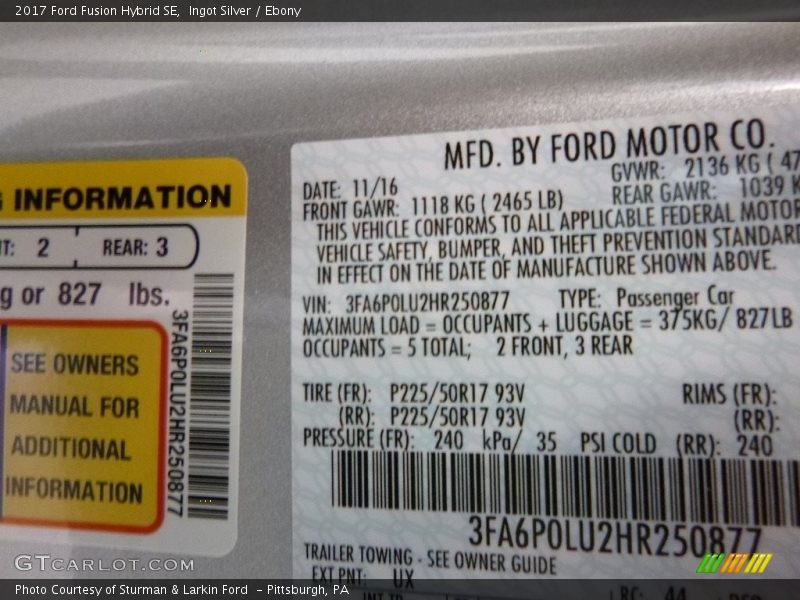 2017 Ford Fusion Hybrid SE, Ingot Silver / Ebony
INFORMATION
2 REAR: 3
g or 827 lbs.
SEE OWNERS
MANUAL FOR
ADDITIONAL
INFORMATION
3FA6P0LU2HR250877
MFD. BY FORD MOTOR CO.
DATE: 11/16 GVWR: 2136 KG ( 47
FRONT GAWR: 1118 KG ( 2465 LB) REAR GAWR: 1039 K
THIS VEHICLE CONFORMS TO ALL APPLICABLE FEDERAL MOTOR
VEHICLE SAFETY, BUMPER, AND THEFT PREVENTION STANDARD
IN EFFECT ON THE DATE OF MANUFACTURE SHOWN ABOVE.
VIN: 3FA6P0LU2HR250877 TYPE: Passenger Car
MAXIMUM LOAD = OCCUPANTS + LUGGAGE = 375KG/ 827LB
OCCUPANTS = 5 TOTAL; 2 FRONT, 3 REAR
TIRE (FR): P225/50R17 93V RIMS (FR):
(RR): P225/50R17 93V (RR):
PRESSURE (FR): 240 kPa/ 35 PSI COLD (RR): 240
3FA6P0LU2HR250877
TRAILER TOWING - SEE OWNER GUIDE
EXT PNT: UX
RC: 44
GTCARLOT.COM
Photo Courtesy of Sturman & Larkin Ford - Pittsburgh, PA